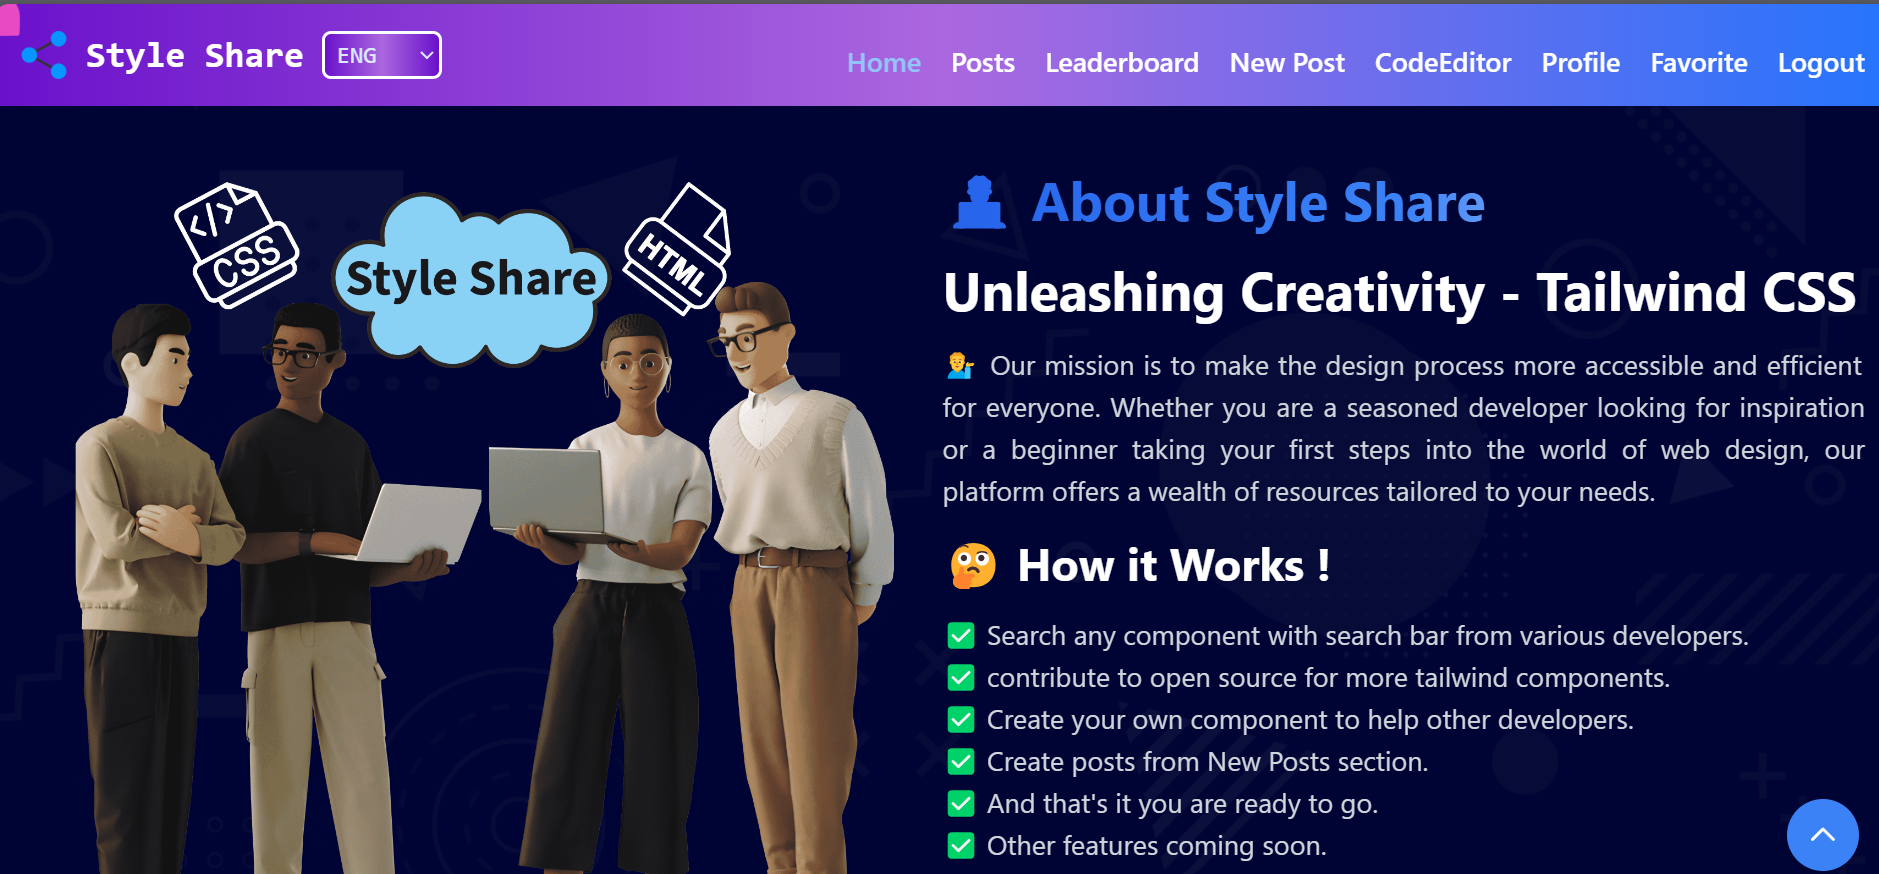 Style Share
ENG
Home Posts Leaderboard New Post CodeEditor Profile Favorite Logout
</> CSS
Style Share
HTML
About Style Share
Unleashing Creativity - Tailwind CSS
Our mission is to make the design process more accessible and efficient
for everyone. Whether you are a seasoned developer looking for inspiration
or a beginner taking your first steps into the world of web design, our
platform offers a wealth of resources tailored to your needs.
How it Works !
Search any component with search bar from various developers.
contribute to open source for more tailwind components.
Create your own component to help other developers.
Create posts from New Posts section.
And that's it you are ready to go.
Other features coming soon.